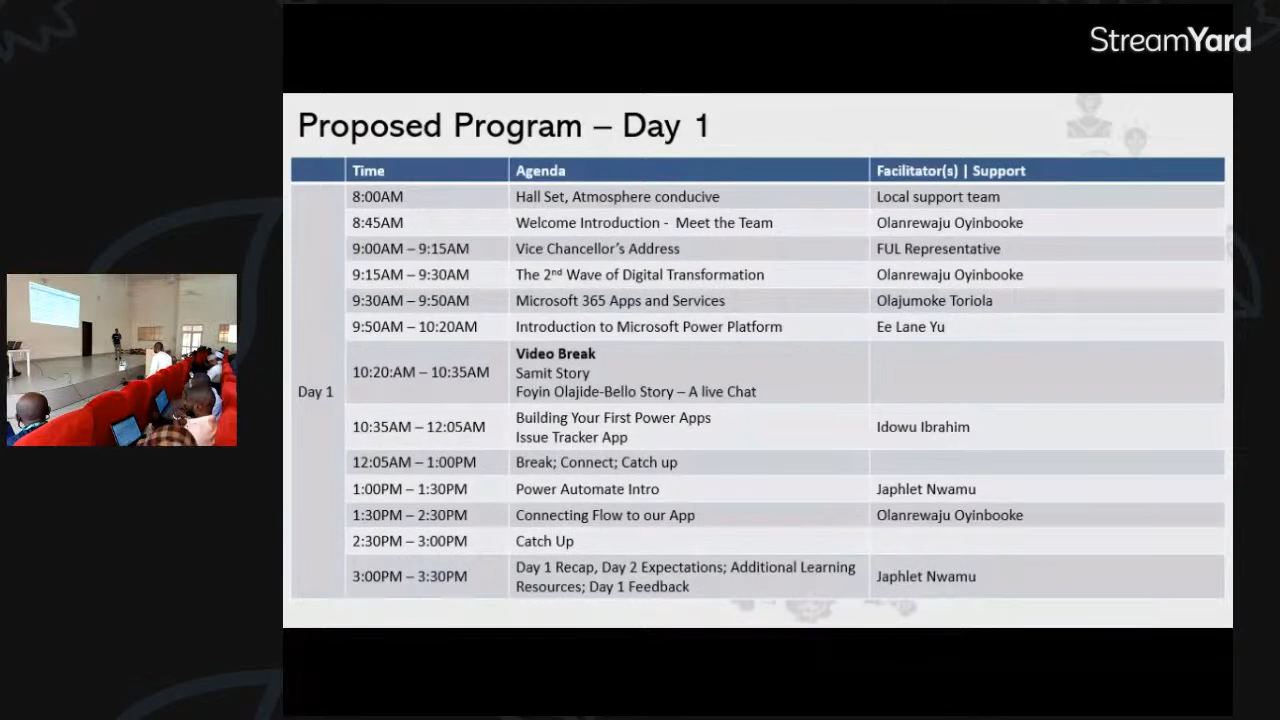 StreamYard
Proposed Program – Day 1
Time Agenda Facilitator(s) | Support
Day 1
8:00AM Hall Set, Atmosphere conducive Local support team
8:45AM Welcome Introduction - Meet the Team Olanrewaju Oyinbooke
9:00AM – 9:15AM Vice Chancellor's Address FUL Representative
9:15AM – 9:30AM The 2nd Wave of Digital Transformation Olanrewaju Oyinbooke
9:30AM – 9:50AM Microsoft 365 Apps and Services Olajumoke Toriola
9:50AM – 10:20AM Introduction to Microsoft Power Platform Ee Lane Yu
10:20:AM – 10:35AM Video Break
Samit Story
Foyin Olajide-Bello Story – A live Chat
10:35AM – 12:05AM Building Your First Power Apps
Issue Tracker App Idowu Ibrahim
12:05AM – 1:00PM Break; Connect; Catch up
1:00PM – 1:30PM Power Automate Intro Japhlet Nwamu
1:30PM – 2:30PM Connecting Flow to our App Olanrewaju Oyinbooke
2:30PM – 3:00PM Catch Up
3:00PM – 3:30PM Day 1 Recap, Day 2 Expectations; Additional Learning
Resources; Day 1 Feedback Japhlet Nwamu